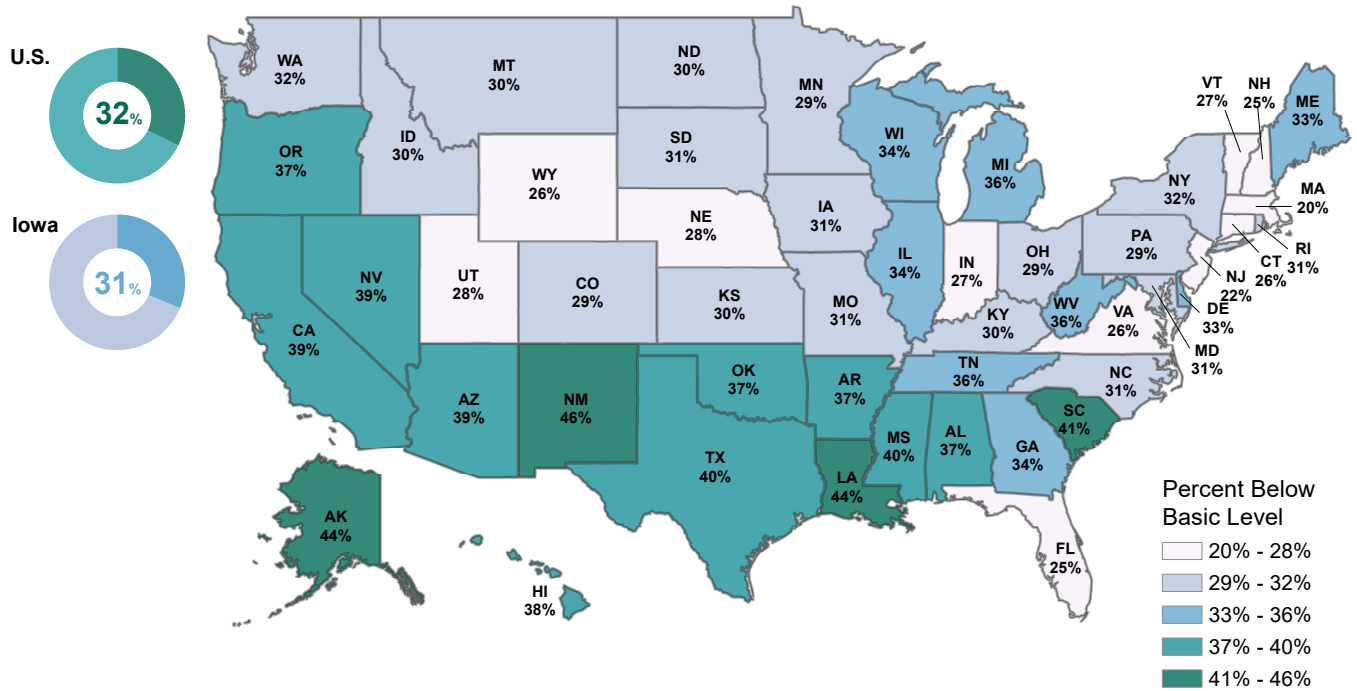 U.S.
32%
Iowa
31%
WA
32%
MT
30%
ND
30%
MN
29%
VT
27%
NH
25%
ME
33%
OR
37%
ID
30%
SD
31%
WI
34%
MI
36%
WY
26%
NY
32%
MA
20%
NE
28%
IA
31%
PA
29%
RI
31%
CT
26%
NV
39%
UT
28%
CO
29%
IL
34%
IN
27%
OH
29%
NJ
22%
KS
30%
MO
31%
WV
36%
VA
26%
DE
33%
CA
39%
KY
30%
MD
31%
AZ
39%
NM
46%
OK
37%
AR
37%
TN
36%
NC
31%
SC
41%
TX
40%
MS
40%
AL
37%
GA
34%
LA
44%
AK
44%
HI
38%
FL
25%
Percent Below
Basic Level
20% - 28%
29% - 32%
33% - 36%
37% - 40%
41% - 46%